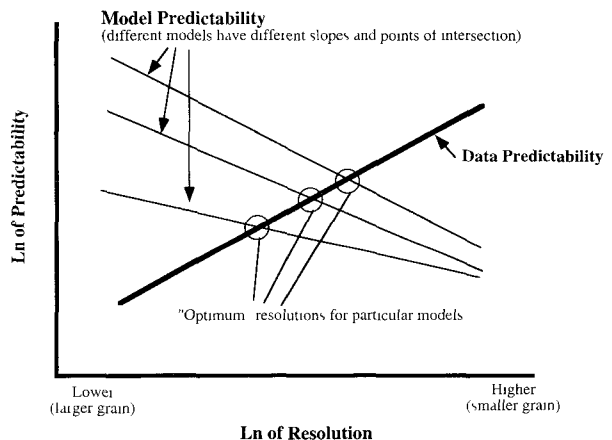 Model Predictability
(different models have different slopes and points of intersection)
Ln of Predictability
Data Predictability
"Optimum resolutions for particular models
Lower
(larger grain)
Higher
(smaller grain)
Ln of Resolution